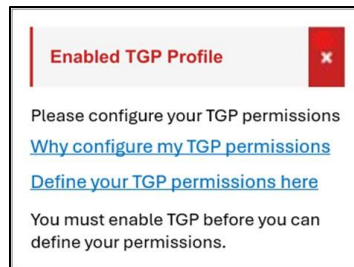 Enabled TGP Profile
Please configure your TGP permissions
Why configure my TGP permissions
Define your TGP permissions here
You must enable TGP before you can
define your permissions.